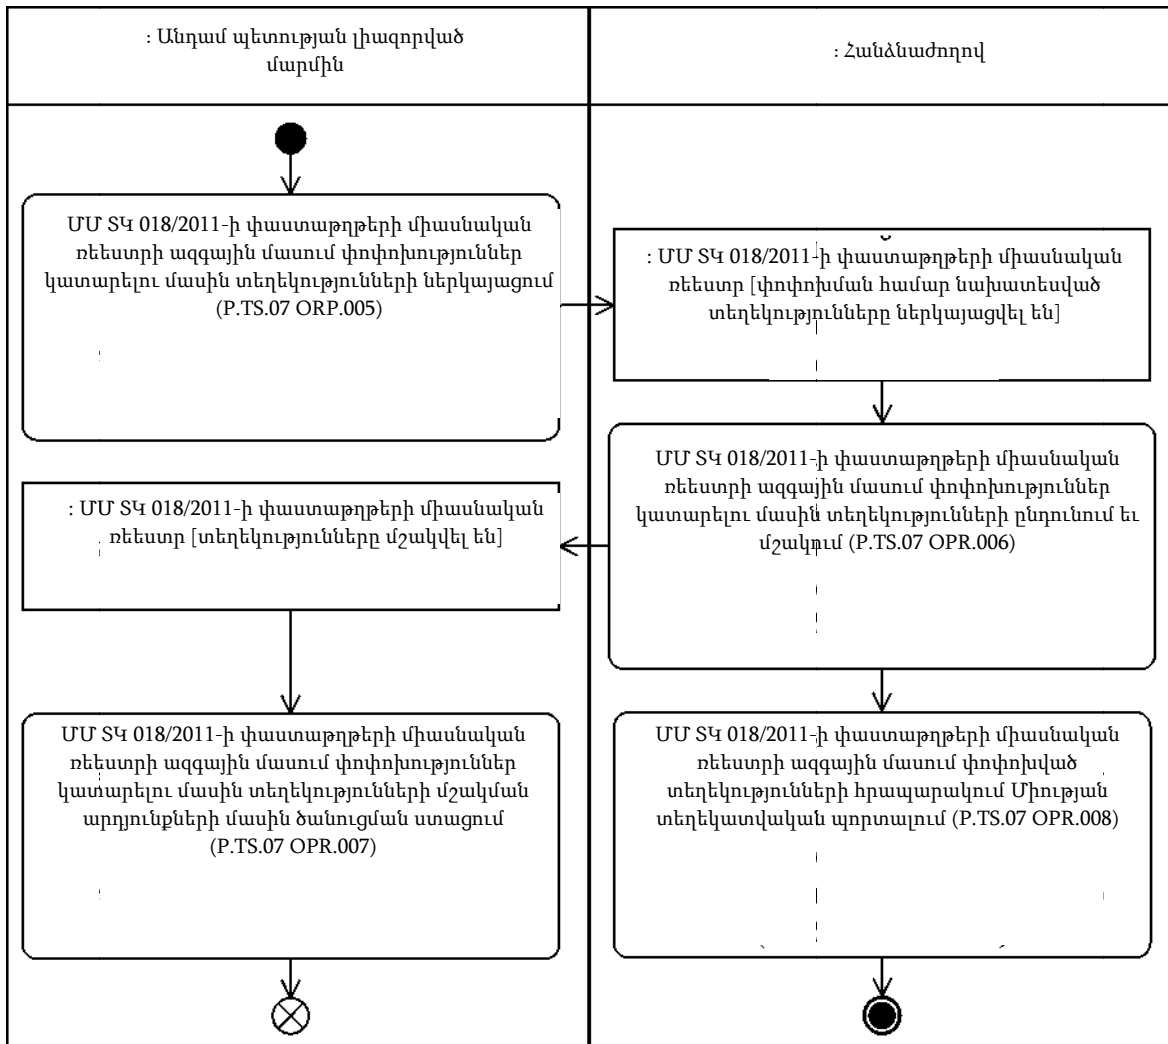 : Անդամ պետության լիազորված
մարմին
: Հանձնաժողով
ՄՄ ՏԿ 018/2011-ի փաստաթղթերի միասնական
ռեեստրի ազգային մասում փոփոխություններ
կատարելու մասին տեղեկությունների ներկայացում
(P.TS.07 ORP.005)
: ՄՄ ՏԿ 018/2011-ի փաստաթղթերի միասնական
ռեեստր [փոփոխման համար նախատեսված
տեղեկությունները ներկայացվել են]
ՄՄ ՏԿ 018/2011-ի փաստաթղթերի միասնական
ռեեստրի ազգային մասում փոփոխություններ
կատարելու մասին տեղեկությունների ընդունում եւ
մշակում (P.TS.07 OPR.006)
: ՄՄ ՏԿ 018/2011-ի փաստաթղթերի միասնական
ռեեստր [տեղեկությունները մշակվել են]
ՄՄ ՏԿ 018/2011-ի փաստաթղթերի միասնական
ռեեստրի ազգային մասում փոփոխություններ
կատարելու մասին տեղեկությունների մշակման
արդյունքների մասին ծանուցման ստացում
(P.TS.07 OPR.007)
ՄՄ ՏԿ 018/2011-ի փաստաթղթերի միասնական
ռեեստրի ազգային մասում փոփոխված
տեղեկությունների հրապարակում Միության
տեղեկատվական պորտալում (P.TS.07 OPR.008)